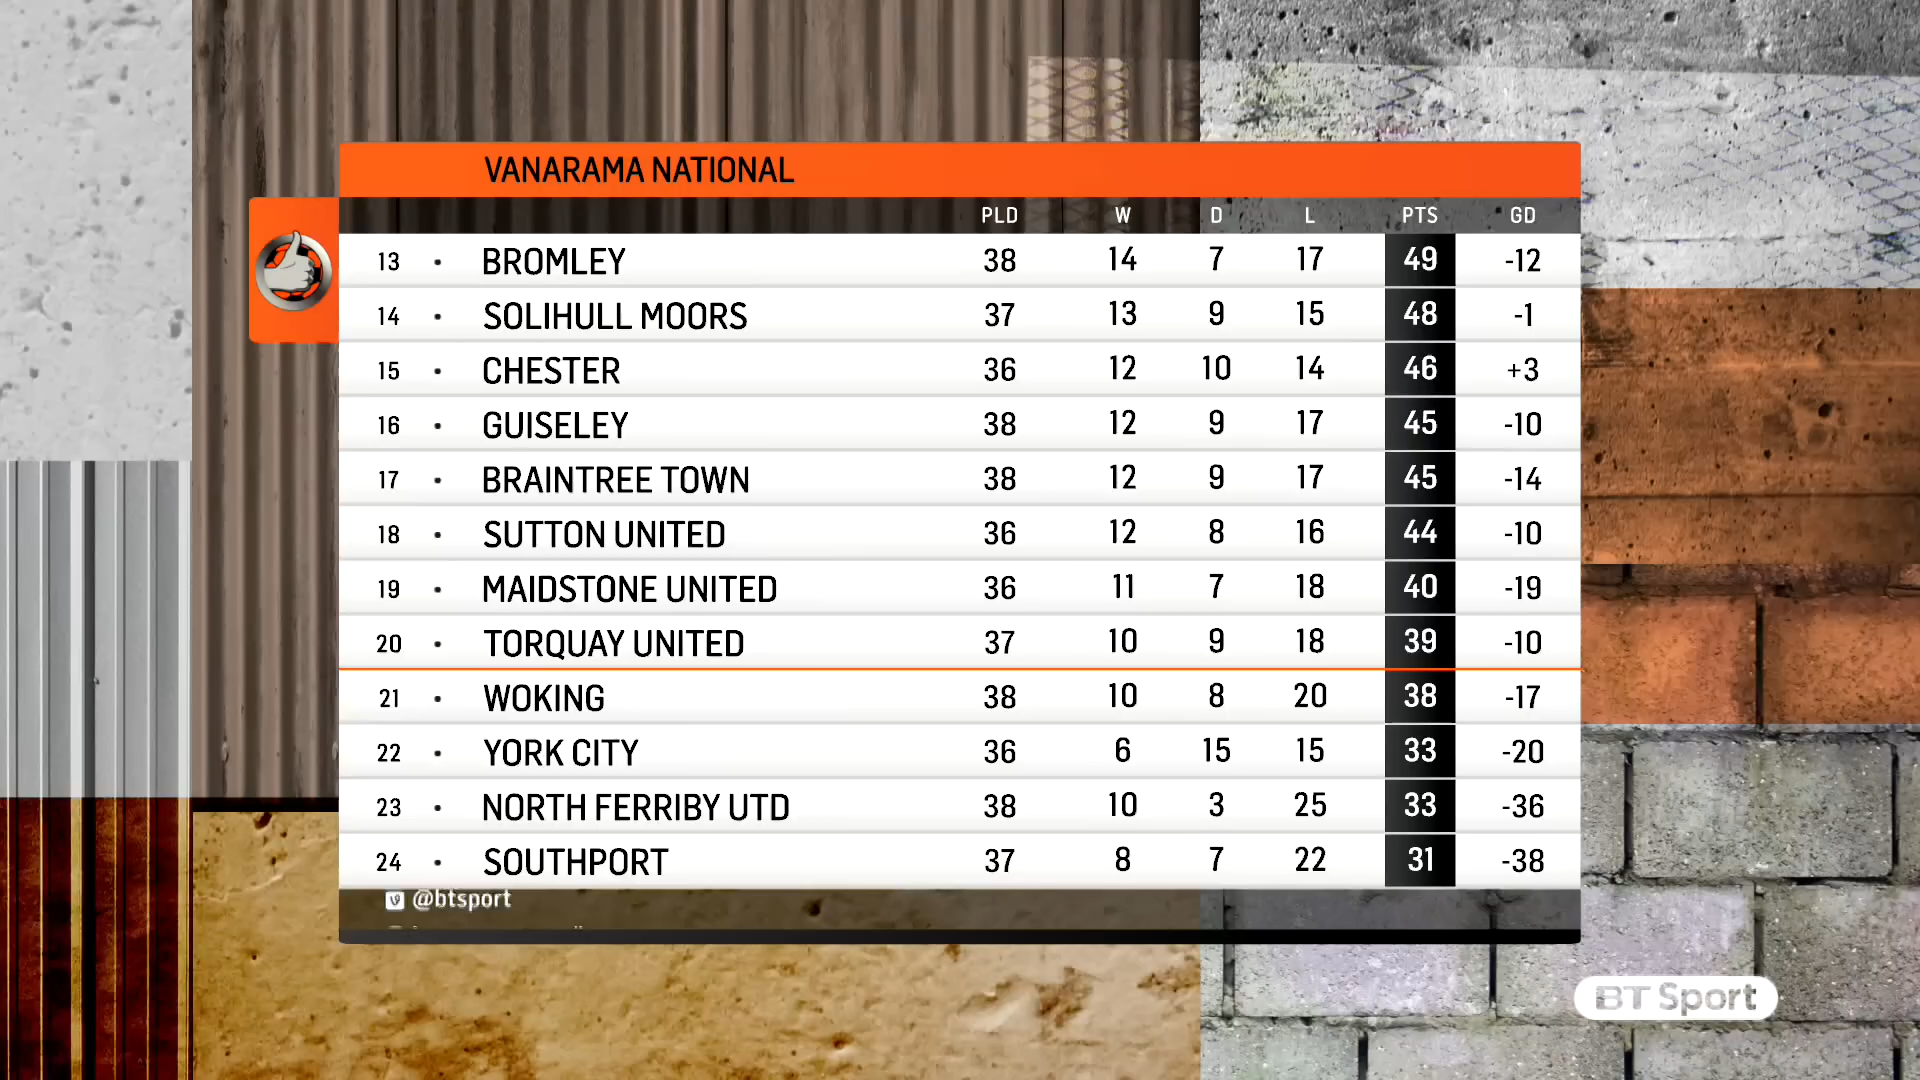 VANARAMA NATIONAL
PLD W D L PTS GD
13 · BROMLEY 38 14 7 17 49 -12
14 · SOLIHULL MOORS 37 13 9 15 48 -1
15 · CHESTER 36 12 10 14 46 +3
16 · GUISELEY 38 12 9 17 45 -10
17 · BRAINTREE TOWN 38 12 9 17 45 -14
18 · SUTTON UNITED 36 12 8 16 44 -10
19 · MAIDSTONE UNITED 36 11 7 18 40 -19
20 · TORQUAY UNITED 37 10 9 18 39 -10
21 · WOKING 38 10 8 20 38 -17
22 · YORK CITY 36 6 15 15 33 -20
23 · NORTH FERRIBY UTD 38 10 3 25 33 -36
24 · SOUTHPORT 37 8 7 22 31 -38
@btsport
BT Sport